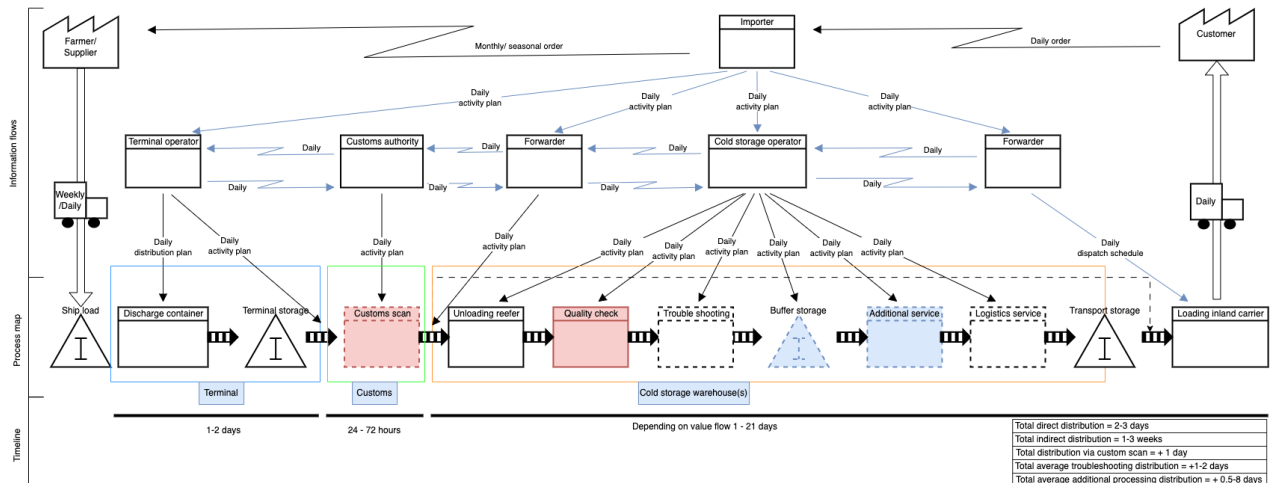 Importer
Farmer/
Supplier
Customer
Monthly/ seasonal order
Daily order
Daily
activity plan
Daily
activity plan
Daily
activity plan
Daily
activity plan
Information flows
Terminal operator
Customs authority
Forwarder
Cold storage operator
Forwarder
Daily
Daily
Daily
Daily
Daily
Daily
Daily
Daily
Weekly
/Daily
Daily
Daily
distribution plan
Daily
activity plan
Daily
activity plan
Daily
activity plan
Daily
activity plan
Daily
activity plan
Daily
activity plan
Daily
activity plan
Daily
activity plan
Daily
activity plan
Daily
dispatch schedule
Process map
Ship load
Discharge container
Terminal storage
Customs scan
Unloading reefer
Quality check
Trouble shooting
Buffer storage
Additional service
Logistics service
Transport storage
Loading inland carrier
I
I
I
I
Terminal
Customs
Cold storage warehouse(s)
Timeline
1-2 days
24 - 72 hours
Depending on value flow 1 - 21 days
Total direct distribution = 2-3 days
Total indirect distribution = 1-3 weeks
Total distribution via custom scan = + 1 day
Total average troubleshooting distribution = +1-2 days
Total average additional processing distribution = + 0.5-8 days